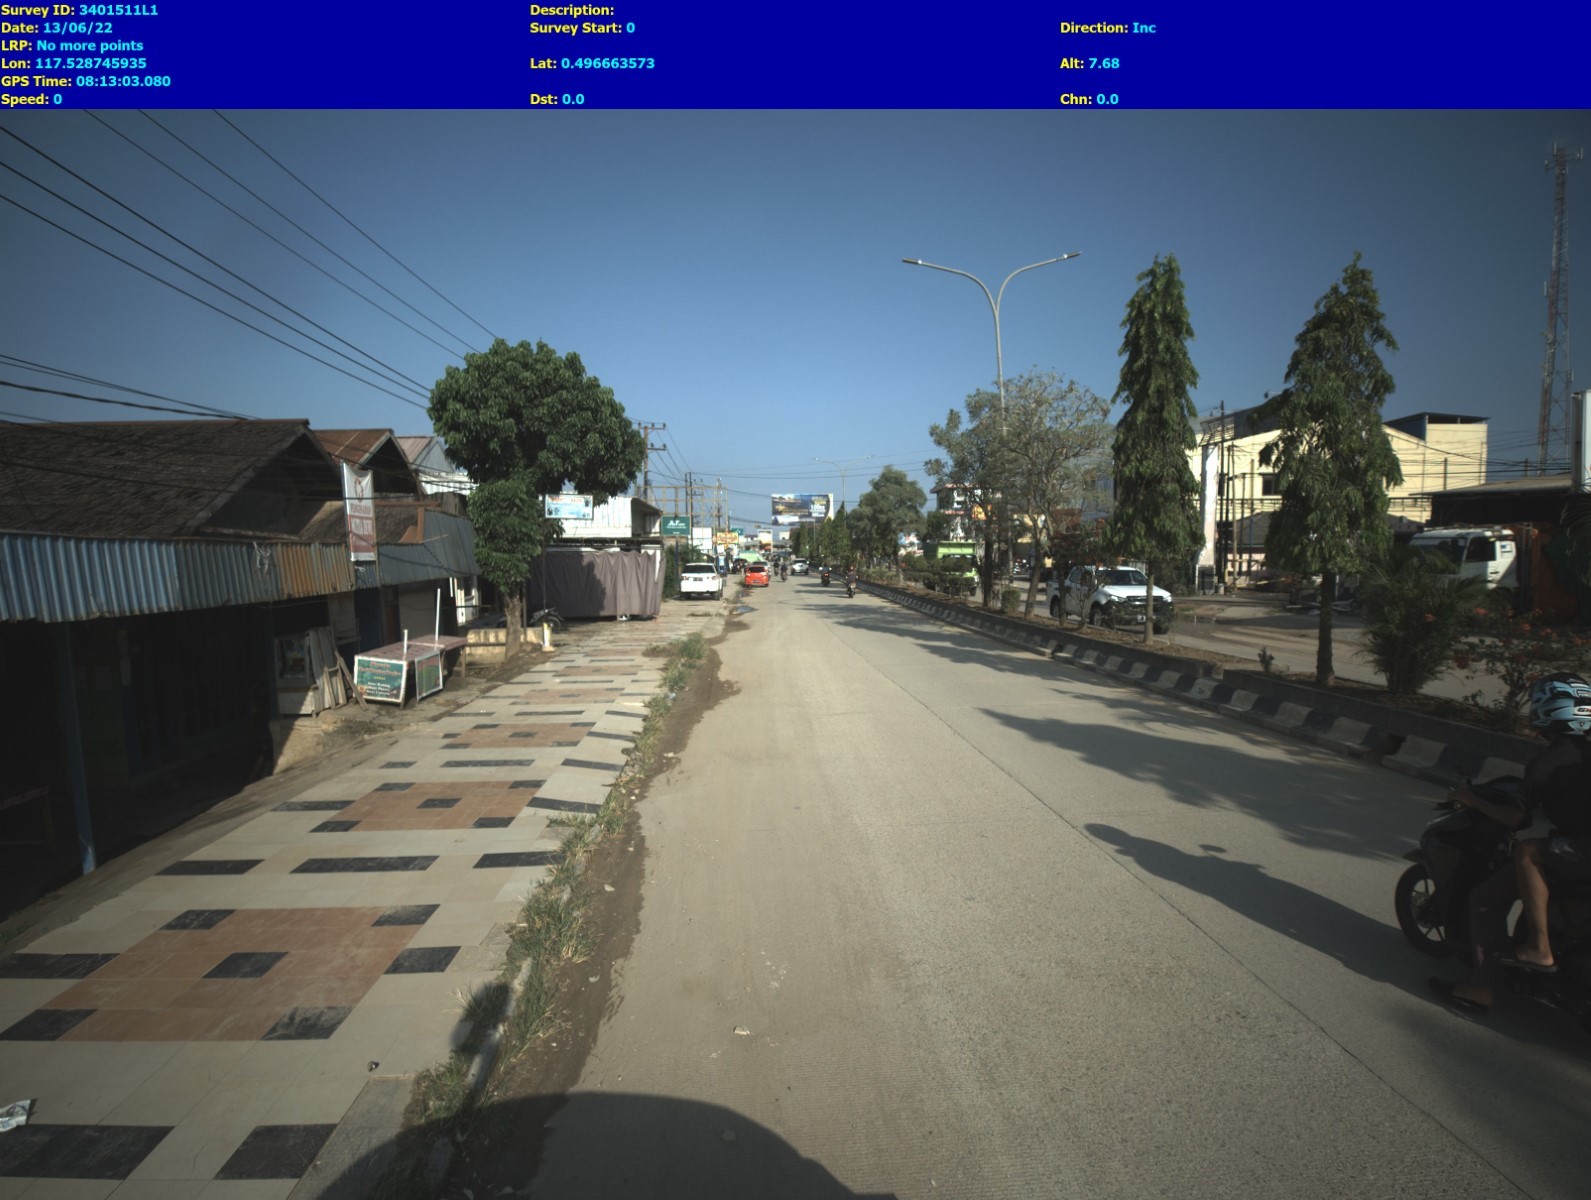 Survey ID: 3401511L1
Description:
Date: 13/06/22
Survey Start: 0
Direction: Inc
LRP: No more points
Lon: 117.528745935
Lat: 0.496663573
Alt: 7.68
GPS Time: 08:13:03.080
Speed: 0
Dst: 0.0
Chn: 0.0